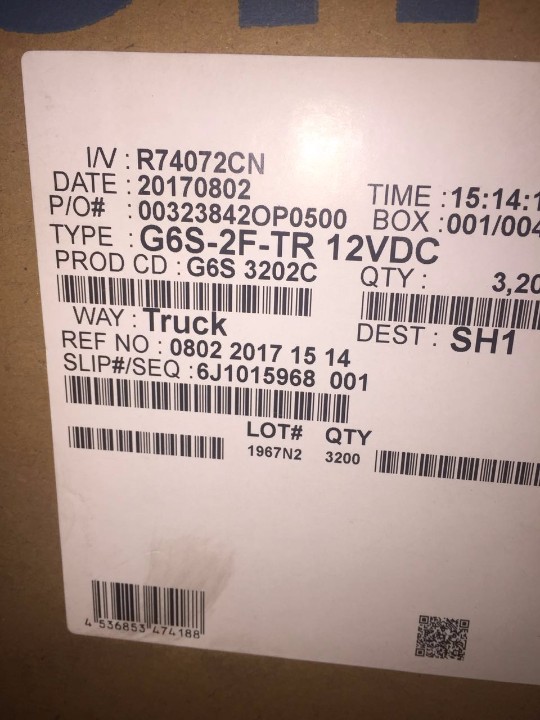 I/V : R74072CN
DATE : 20170802 TIME : 15:14:1
P/O# : 00323842OP0500 BOX : 001/004
TYPE : G6S-2F-TR 12VDC
PROD CD : G6S 3202C QTY : 3,20
WAY : Truck DEST : SH1
REF NO : 0802 2017 15 14
SLIP#/SEQ : 6J1015968 001
LOT# QTY
1967N2 3200
4 536853 474188